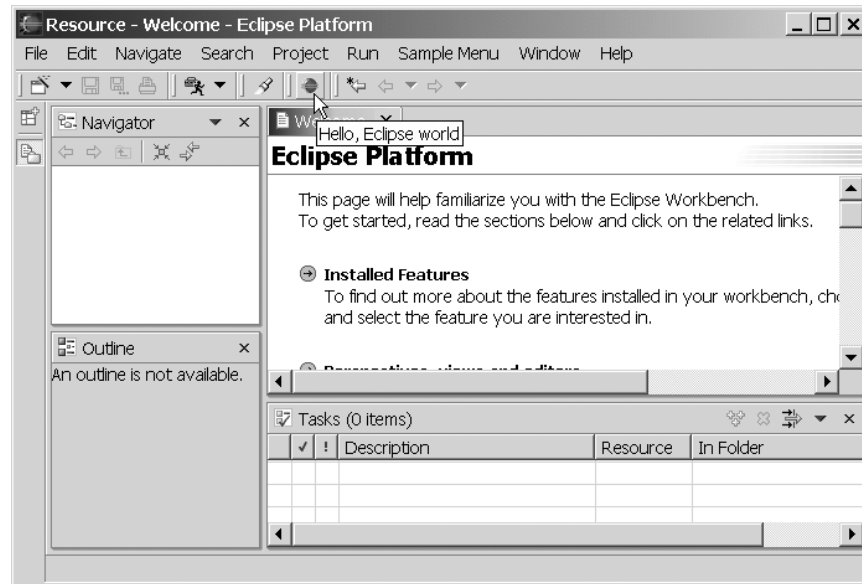 Resource - Welcome - Eclipse Platform
File Edit Navigate Search Project Run Sample Menu Window Help
Navigator
Hello, Eclipse world
Eclipse Platform
This page will help familiarize you with the Eclipse Workbench.
To get started, read the sections below and click on the related links.
Installed Features
To find out more about the features installed in your workbench,
and select the feature you are interested in.
Outline
An outline is not available.
Tasks (0 items)
! Description Resource In Folder